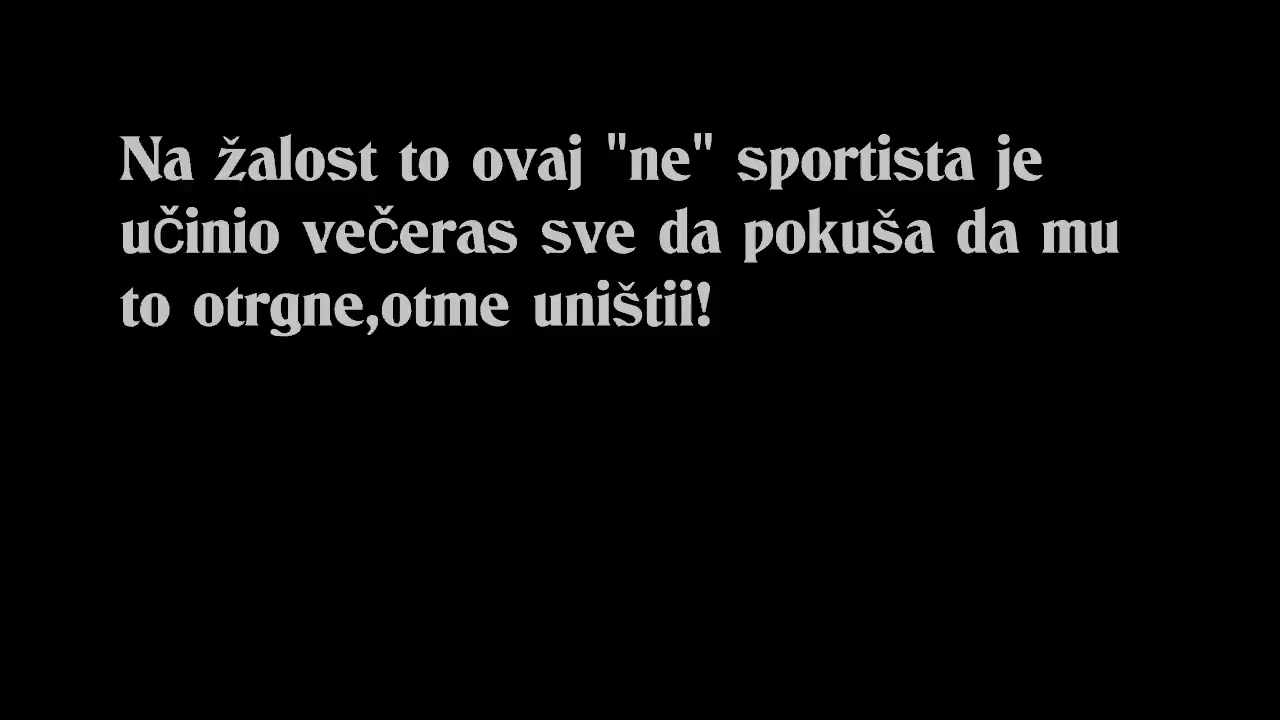 Na žalost to ovaj "ne" sportista je
učinio večeras sve da pokuša da mu
to otrgne,otme uništii!